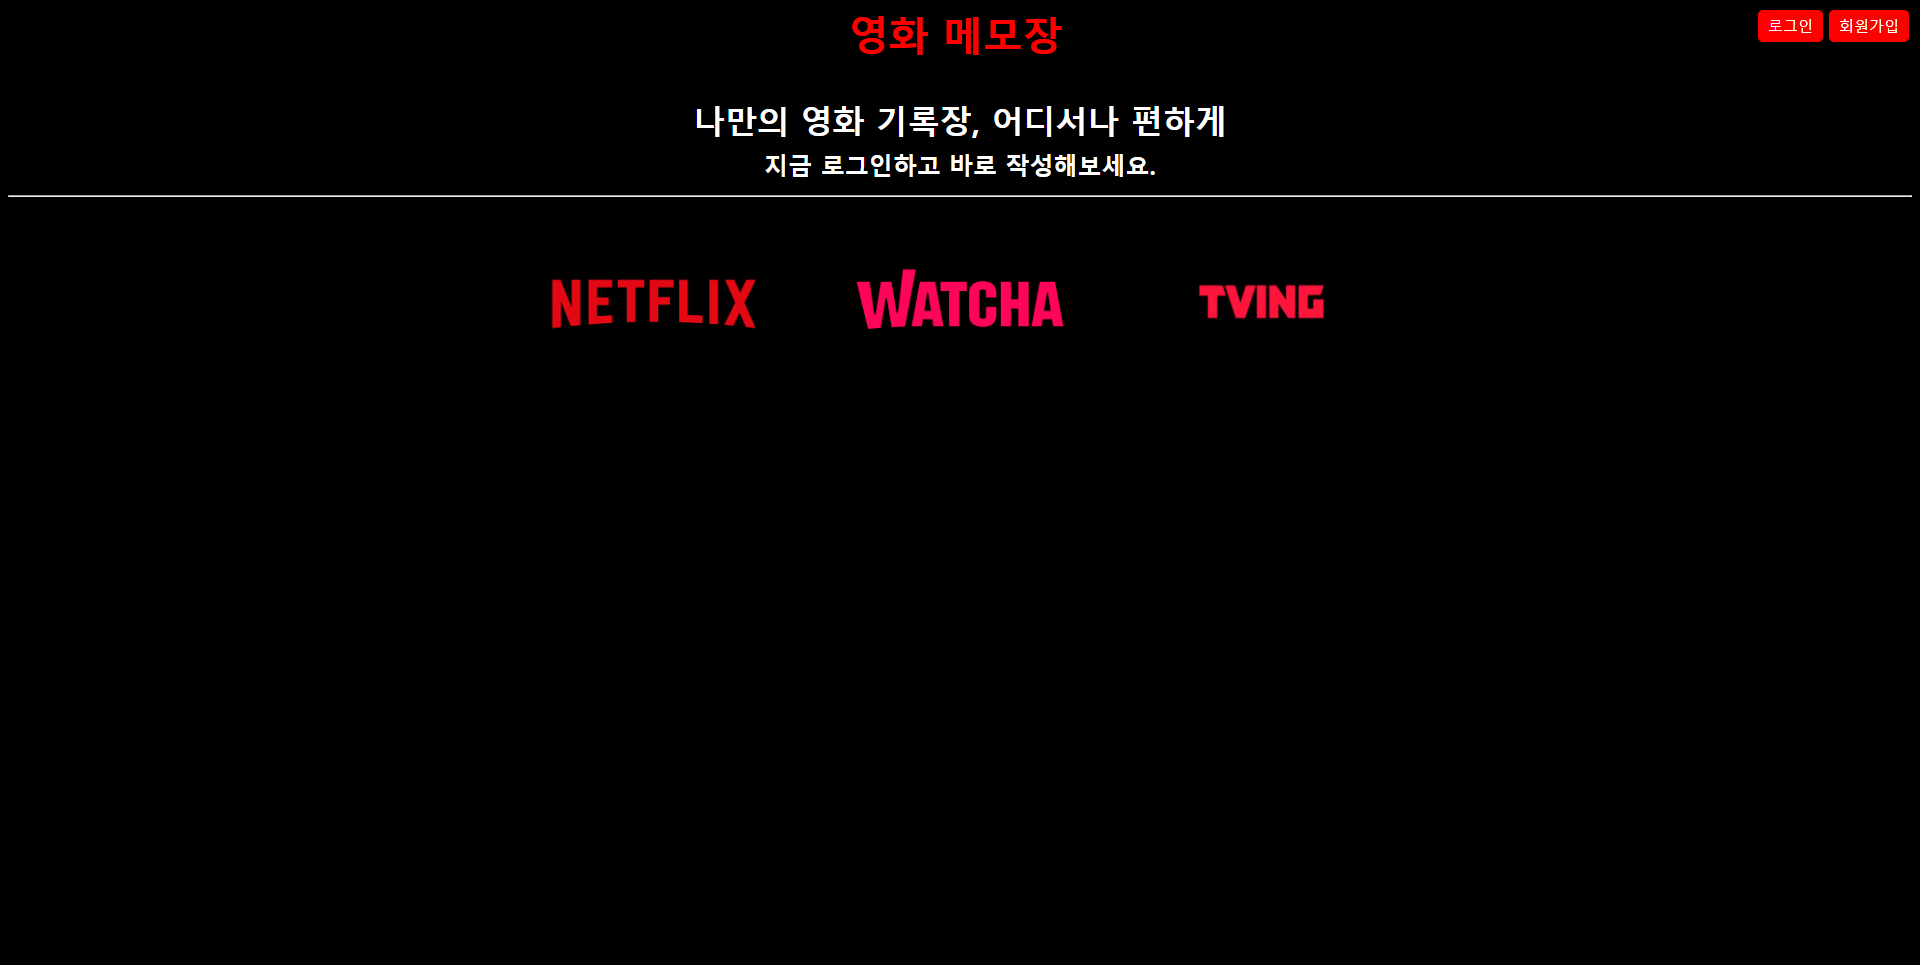 영화 메모장
로그인 회원가입
나만의 영화 기록장, 어디서나 편하게
지금 로그인하고 바로 작성해보세요.
NETFLIX WATCHA TVING